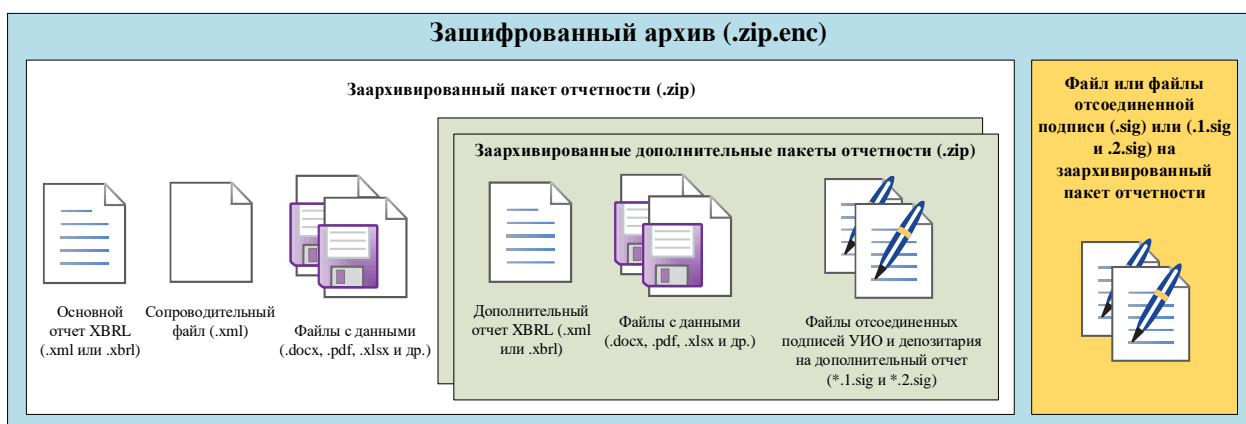 Зашифрованный архив (.zip.enc)
Заархивированный пакет отчетности (.zip)
Заархивированные дополнительные пакеты отчетности (.zip)
Основной
отчет XBRL
(.xml или .xbrl)
Сопроводительный
файл (.xml)
Файлы с данными
(.docx, .pdf, .xlsx и др.)
Дополнительный
отчет XBRL (.xml
или .xbrl)
Файлы с данными
(.docx, .pdf, .xlsx и др.)
Файлы отсоединенных
подписей УИО и депозитария
на дополнительный отчет
(*.1.sig и *.2.sig)
Файл или файлы
отсоединенной
подписи (.sig) или (.1.sig
и .2.sig) на
заархивированный
пакет отчетности